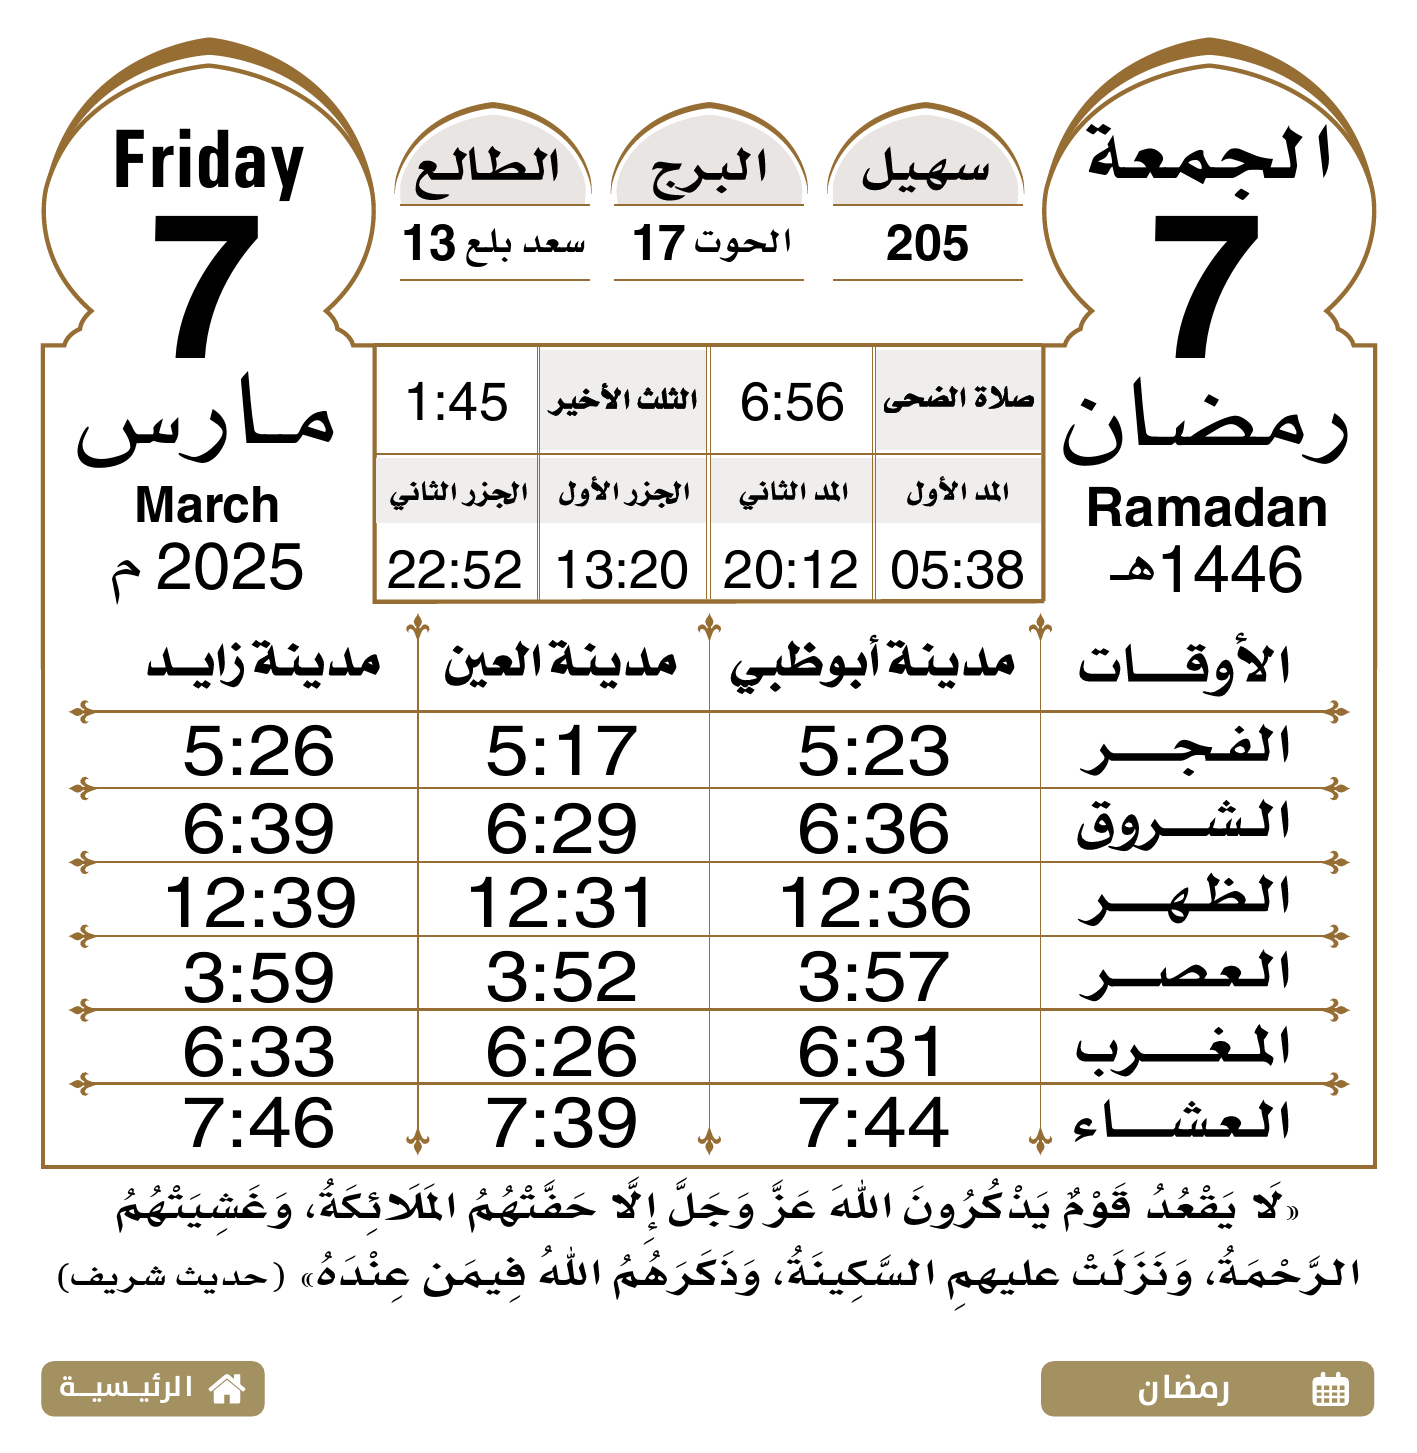 الجمعة
7
رمضان
Ramadan
1446هـ
سهيل
205
البرج
الحوت 17
الطالع
سعد بلع 13
Friday
7
مارس
March
2025 م
صلاة الضحى 6:56 الثلث الأخير 1:45
المد الأول المد الثاني الجزر الأول الجزر الثاني
05:38 20:12 13:20 22:52
الأوقات مدينة أبوظبي مدينة العين مدينة زايد
الفجر 5:23 5:17 5:26
الشروق 6:36 6:29 6:39
الظهر 12:36 12:31 12:39
العصر 3:57 3:52 3:59
المغرب 6:31 6:26 6:33
العشاء 7:44 7:39 7:46
«لَا يَقْعُدُ قَوْمٌ يَذْكُرُونَ اللهَ عَزَّ وَجَلَّ إِلَّا حَفَّتْهُمُ المَلَائِكَةُ، وَغَشِيَتْهُمُ
الرَّحْمَةُ، وَنَزَلَتْ عليهمِ السَّكِينَةُ، وَذَكَرَهُمُ اللهُ فِيمَن عِنْدَهُ» (حديث شريف)
رمضان
الرئيسية